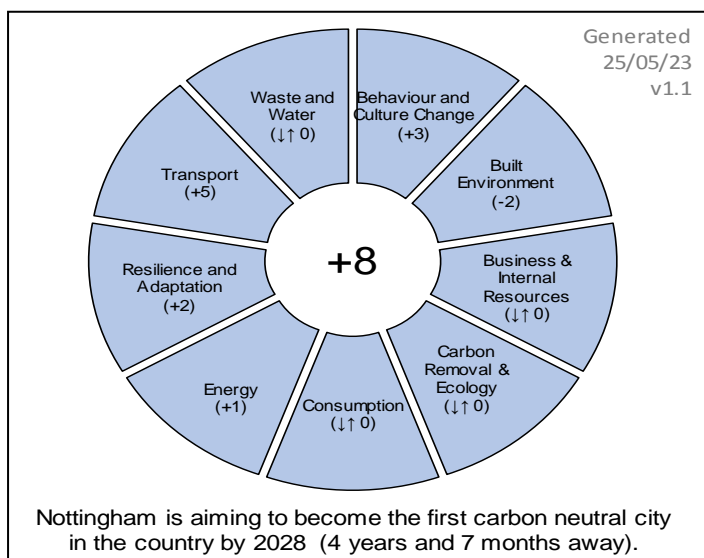 Generated
25/05/23
v1.1
Waste and
Water
(↓↑ 0)
Behaviour and
Culture Change
(+3)
Built
Environment
(-2)
Business &
Internal
Resources
(↓↑ 0)
Carbon
Removal &
Ecology
(↓↑ 0)
Consumption
(↓↑ 0)
Energy
(+1)
Resilience and
Adaptation
(+2)
Transport
(+5)
+8
Nottingham is aiming to become the first carbon neutral city
in the country by 2028  (4 years and 7 months away).